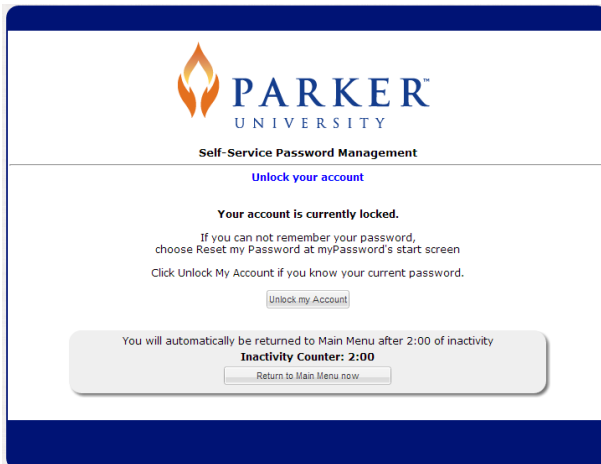 PARKER™
UNIVERSITY
Self-Service Password Management
Unlock your account
Your account is currently locked.
If you can not remember your password,
choose Reset my Password at myPassword's start screen
Click Unlock My Account if you know your current password.
Unlock my Account
You will automatically be returned to Main Menu after 2:00 of inactivity
Inactivity Counter: 2:00
Return to Main Menu now